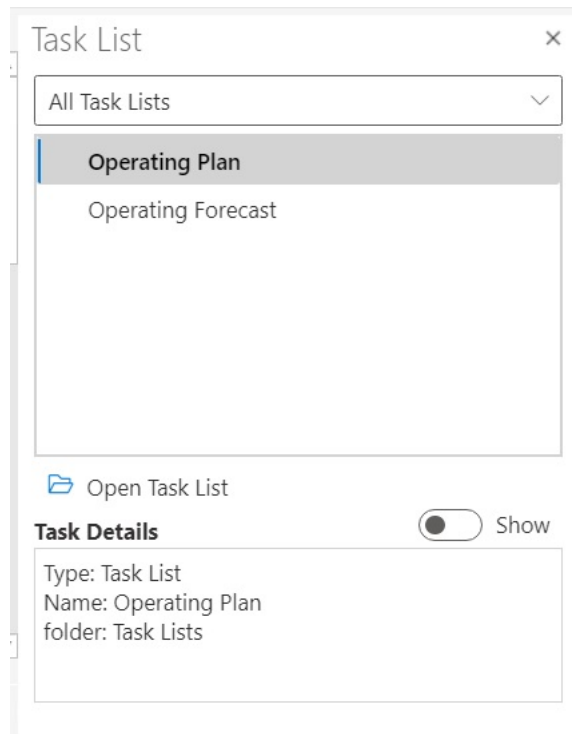 Task List
All Task Lists
Operating Plan
Operating Forecast
Open Task List
Task Details
Show
Type: Task List
Name: Operating Plan
folder: Task Lists